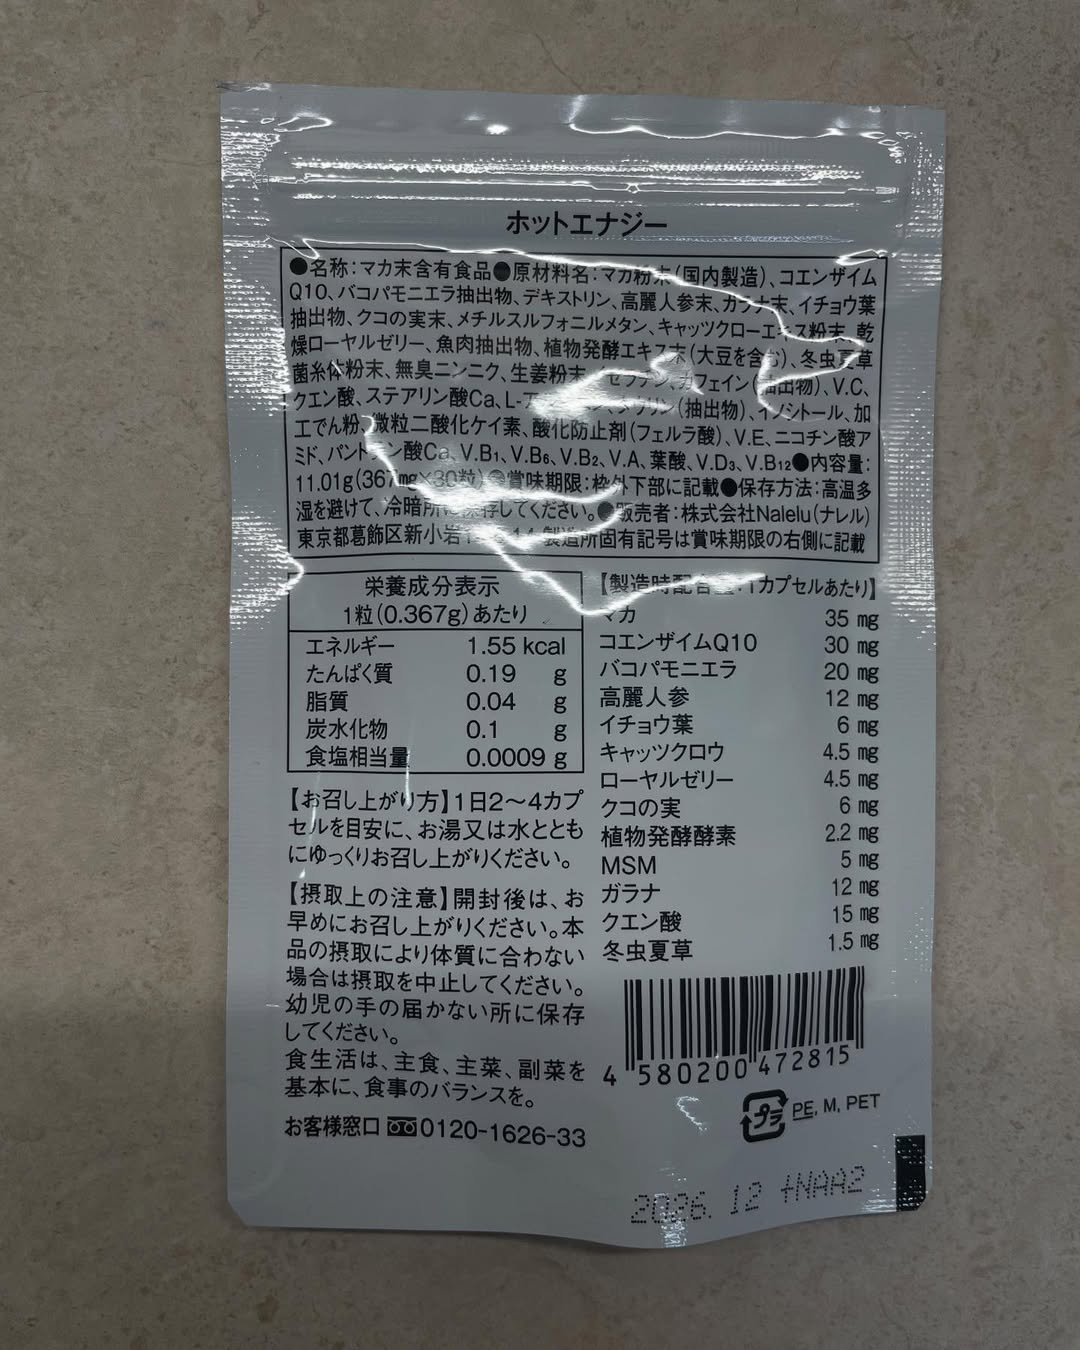 ホットエナジー
●名称:マカ末含有食品●原材料名:マカ粉末(国内製造)、コエンザイム
Q10、バコパモニエラ抽出物、デキストリン、高麗人参末、ガラナ末、イチョウ葉
抽出物、クコの実末、メチルスルフォニルメタン、キャッツクローエキス粉末、乾
燥ローヤルゼリー、魚肉抽出物、植物発酵エキス末(大豆を含む)、冬虫夏草
菌糸体粉末、無臭ニンニク、生姜粉末 ゼラチン、カフェイン(抽出物)、V.C、
クエン酸、ステアリン酸Ca、L- タウリン(抽出物)、イノシトール、加
工でん粉、微粒二酸化ケイ素、酸化防止剤(フェルラ酸)、V.E、ニコチン酸ア
ミド、パントテン酸Ca、V.B1、V.B6、V.B2、V.A、葉酸、V.D3、V.B12●内容量:
11.01g(367mg×30粒)●賞味期限:枠外下部に記載●保存方法:高温多
湿を避けて、冷暗所に保存してください。●販売者:株式会社Nalelu(ナレル)
東京都葛飾区新小岩 製造所固有記号は賞味期限の右側に記載
栄養成分表示
1粒(0.367g)あたり
エネルギー 1.55 kcal
たんぱく質 0.19 g
脂質 0.04 g
炭水化物 0.1 g
食塩相当量 0.0009 g
【お召し上がり方】1日2〜4カプ
セルを目安に、お湯又は水ととも
にゆっくりお召し上がりください。
【摂取上の注意】開封後は、お
早めにお召し上がりください。本
品の摂取により体質に合わない
場合は摂取を中止してください。
幼児の手の届かない所に保存
してください。
食生活は、主食、主菜、副菜を
基本に、食事のバランスを。
お客様窓口 0120-1626-33
【製造時配合量:1カプセルあたり】
マカ 35 mg
コエンザイムQ10 30 mg
バコパモニエラ 20 mg
高麗人参 12 mg
イチョウ葉 6 mg
キャッツクロウ 4.5 mg
ローヤルゼリー 4.5 mg
クコの実 6 mg
植物発酵酵素 2.2 mg
MSM 5 mg
ガラナ 12 mg
クエン酸 15 mg
冬虫夏草 1.5 mg
4 580200 472815
プラ PE, M, PET
2026. 12 +NAA2